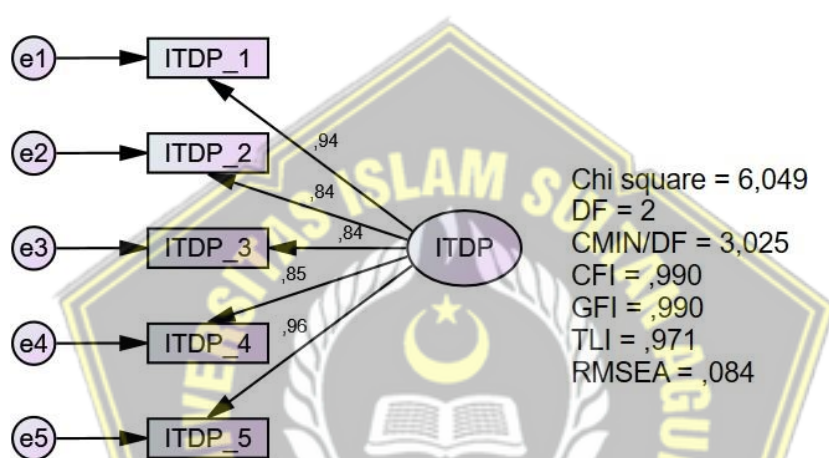 e1 ITDP_1
,94
e2 ITDP_2
,84
e3 ITDP_3
,84
ITDP
,85
e4 ITDP_4
,96
e5 ITDP_5
Chi square = 6,049
DF = 2
CMIN/DF = 3,025
CFI = ,990
GFI = ,990
TLI = ,971
RMSEA = ,084
ISLAM